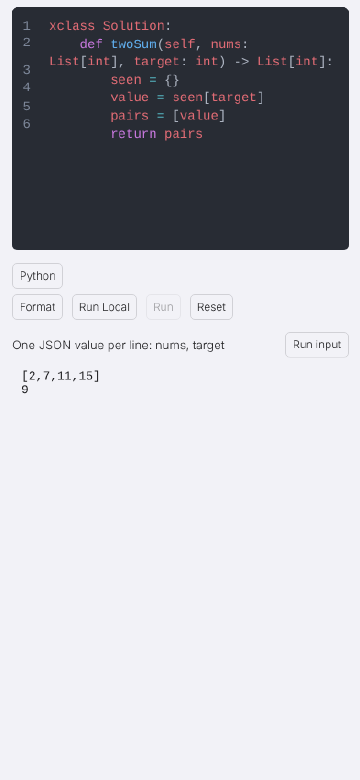 1 xclass Solution:
2     def twoSum(self, nums:
List[int], target: int) -> List[int]:
3         seen = {}
4         value = seen[target]
5         pairs = [value]
6         return pairs
Python
Format Run Local Run Reset
One JSON value per line: nums, target Run input
[2,7,11,15]
9